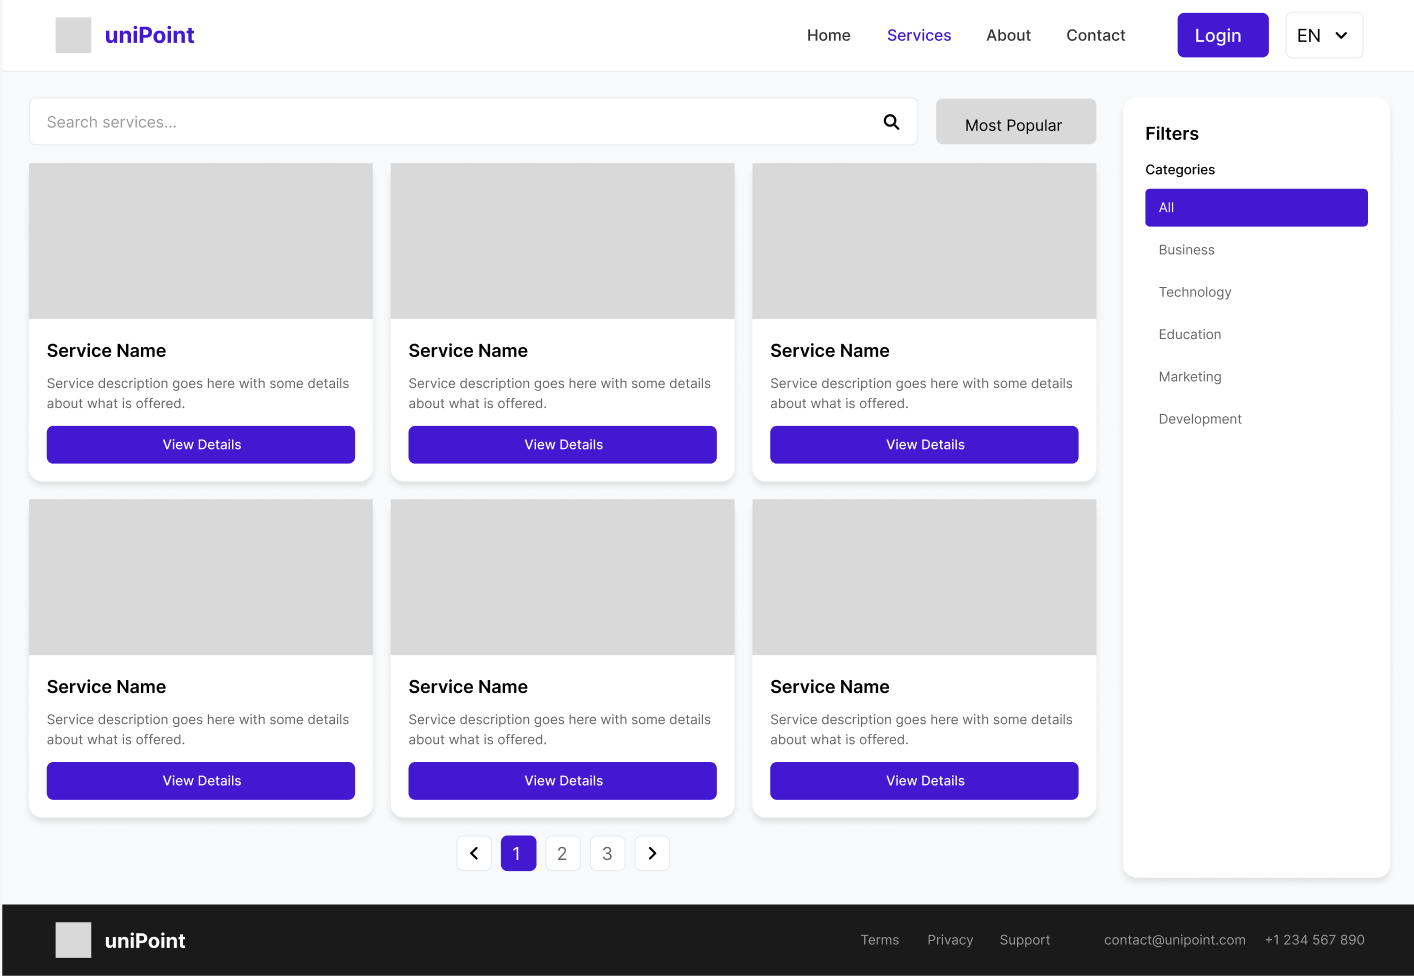 uniPoint
Home
Services
About
Contact
Login
EN
Search services...
Most Popular
Service Name
Service description goes here with some details
about what is offered.
View Details
Service Name
Service description goes here with some details
about what is offered.
View Details
Service Name
Service description goes here with some details
about what is offered.
View Details
Service Name
Service description goes here with some details
about what is offered.
View Details
Service Name
Service description goes here with some details
about what is offered.
View Details
Service Name
Service description goes here with some details
about what is offered.
View Details
1
2
3
Filters
Categories
All
Business
Technology
Education
Marketing
Development
uniPoint
Terms
Privacy
Support
contact@unipoint.com
+1 234 567 890